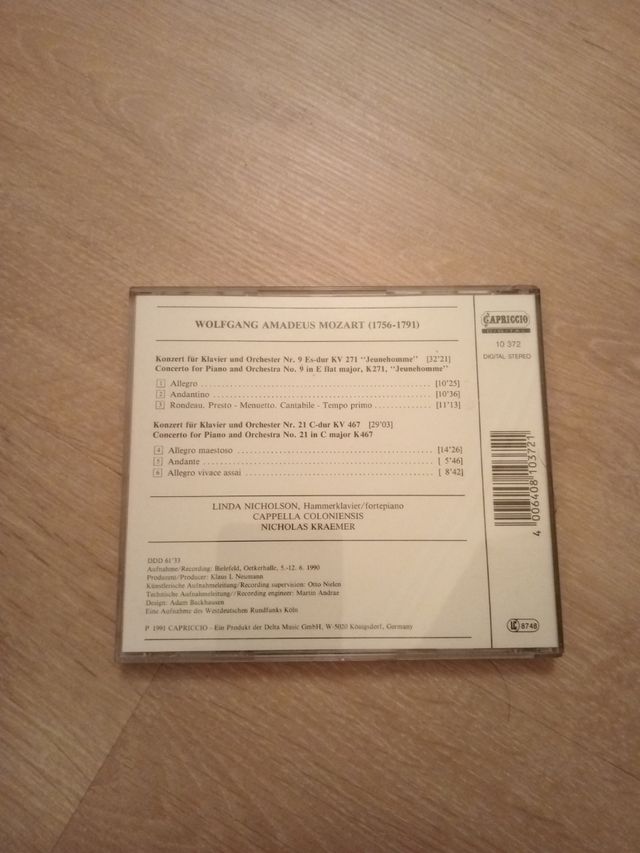 WOLFGANG AMADEUS MOZART (1756-1791)
Konzert für Klavier und Orchester Nr. 9 Es-dur KV 271 “Jeunehomme” [32'21]
Concerto for Piano and Orchestra No. 9 in E flat major, K271, “Jeunehomme”
1 Allegro [10'25]
2 Andantino [10'36]
3 Rondeau. Presto - Menuetto. Cantabile - Tempo primo [11'13]
Konzert für Klavier und Orchester Nr. 21 C-dur KV 467 [29'03]
Concerto for Piano and Orchestra No. 21 in C major K467
4 Allegro maestoso [14'26]
5 Andante [ 5'46]
6 Allegro vivace assai [ 8'42]
LINDA NICHOLSON, Hammerklavier/fortepiano
CAPPELLA COLONIENSIS
NICHOLAS KRAEMER
DDD 61'33
Aufnahme/Recording: Bielefeld, Oetkerhalle, 5.-12. 6. 1990
Produzent/Producer: Klaus L Neumann
Künstlerische Aufnahmeleitung/Recording supervision: Otto Nielen
Technische Aufnahmeleitung//Recording engineer: Martin Andrae
Design: Adam Backhausen
Eine Aufnahme des Westdeutschen Rundfunks Köln
P 1991 CAPRICCIO - Ein Produkt der Delta Music GmbH, W-5020 Königsdorf, Germany
CAPRICCIO
DIGITAL
10 372
DIGITAL STEREO
4 006408 103721
LC 8748